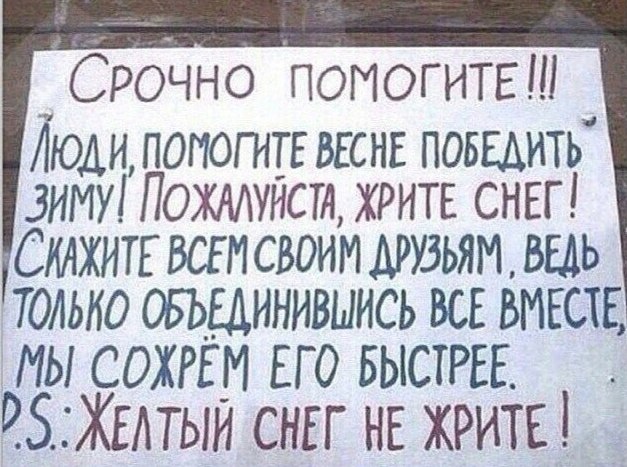 Срочно помогите!!!
Люди, помогите весне победить
зиму! Пожалуйста, жрите снег!
Скажите всем своим друзьям, ведь
только объединившись все вместе,
мы сожрём его быстрее.
P.S.: Желтый снег не жрите!